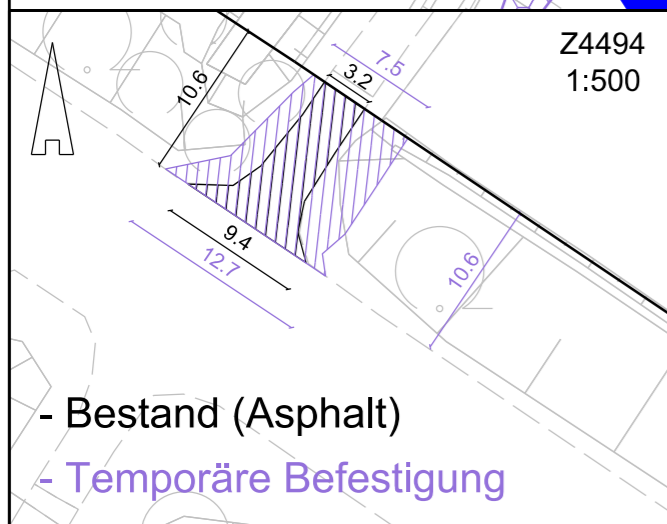 Z4494
1:500
7.5
3.2
10.6
9.4
12.7
10.6
- Bestand (Asphalt)
- Temporäre Befestigung